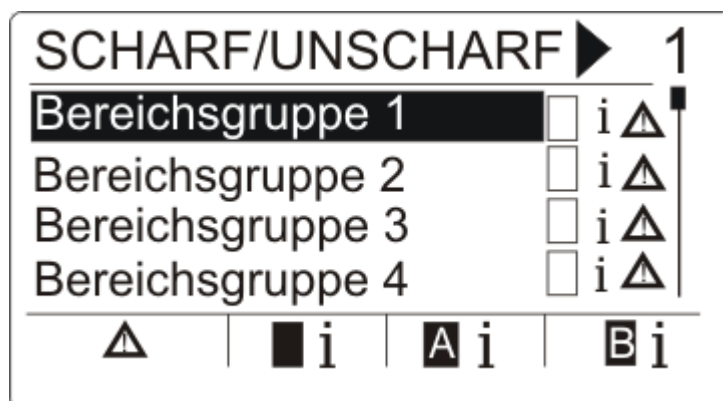 SCHARF/UNSCHARF ▶ 1
Bereichsgruppe 1 i ⚠
Bereichsgruppe 2 i ⚠
Bereichsgruppe 3 i ⚠
Bereichsgruppe 4 i ⚠
⚠ i A i B i